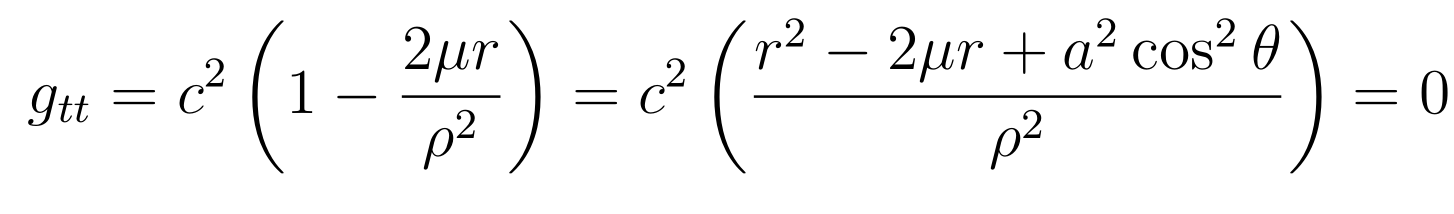 $g_{tt} = c^2 \left( 1 - \frac{2\mu r}{\rho^2} \right) = c^2 \left( \frac{r^2 - 2\mu r + a^2 \cos^2 \theta}{\rho^2} \right) = 0$